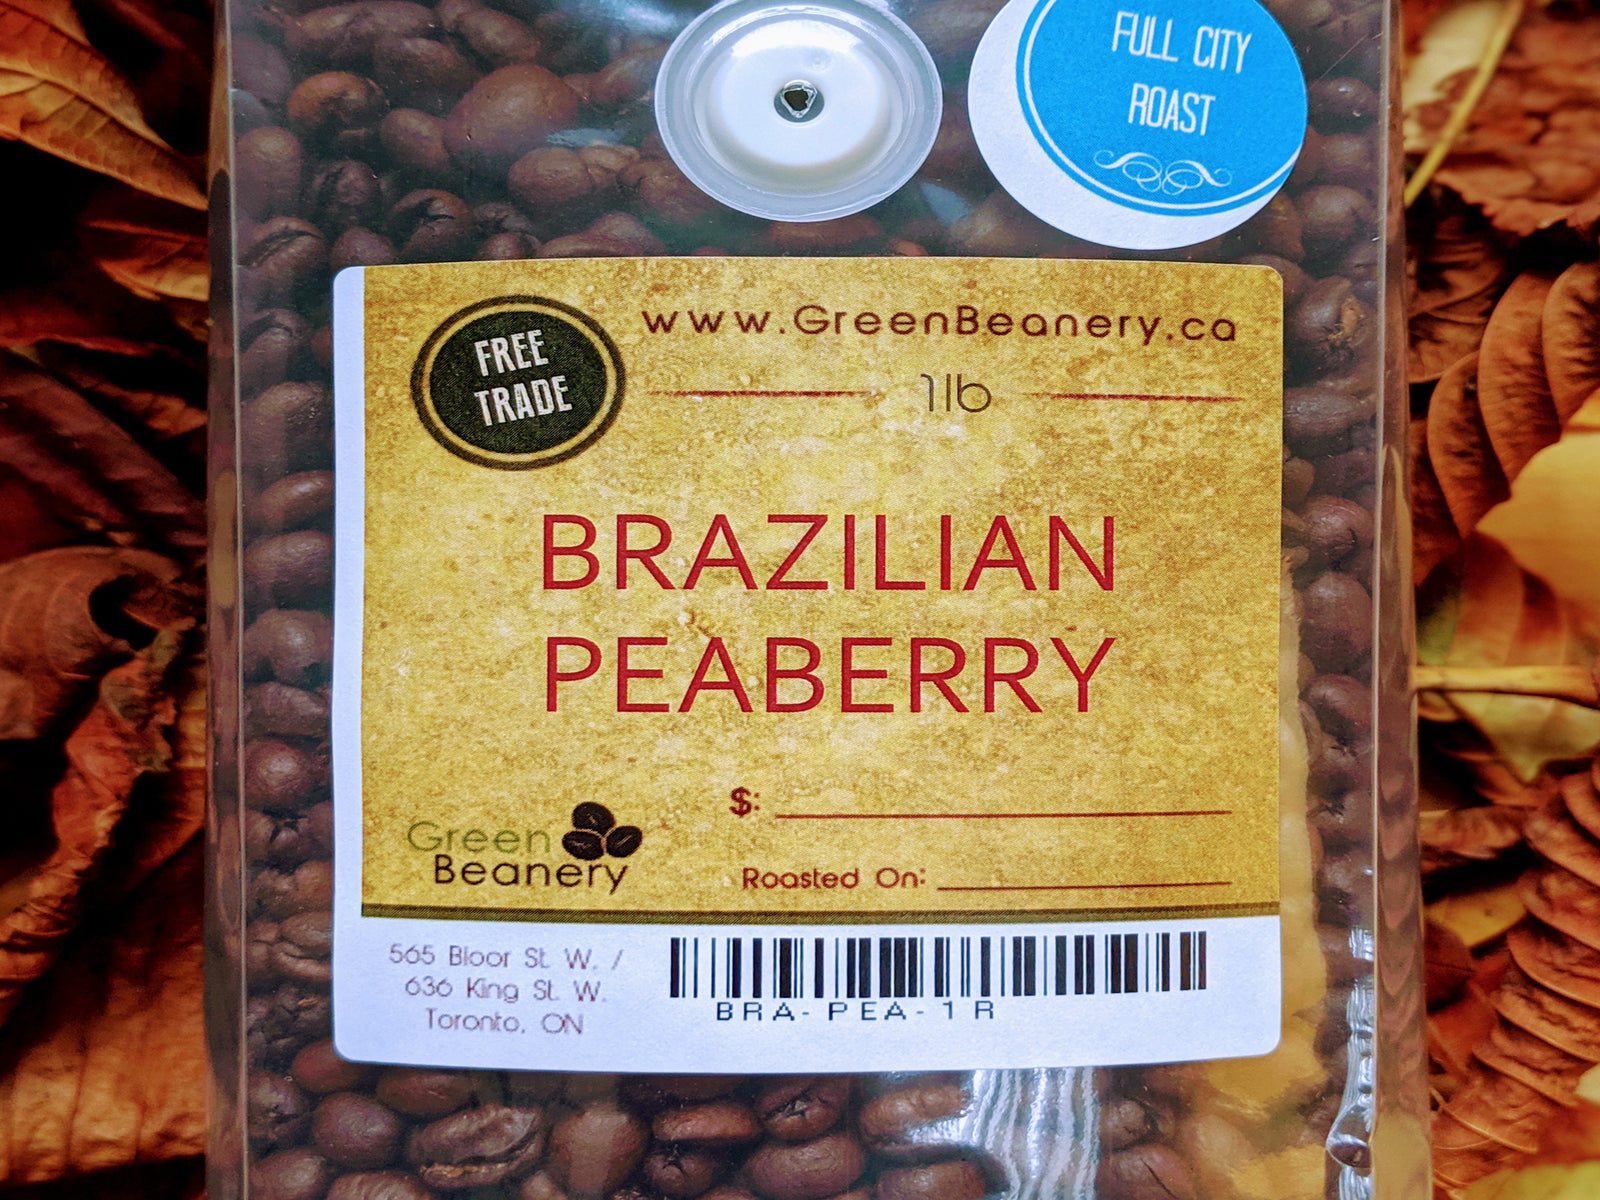 FULL CITY
ROAST
FREE
TRADE
www.GreenBeanery.ca
1lb
BRAZILIAN
PEABERRY
$:
Roasted On:
Green
Beanery
565 Bloor St. W. /
636 King St. W.
Toronto, ON
BRA-PEA-1R